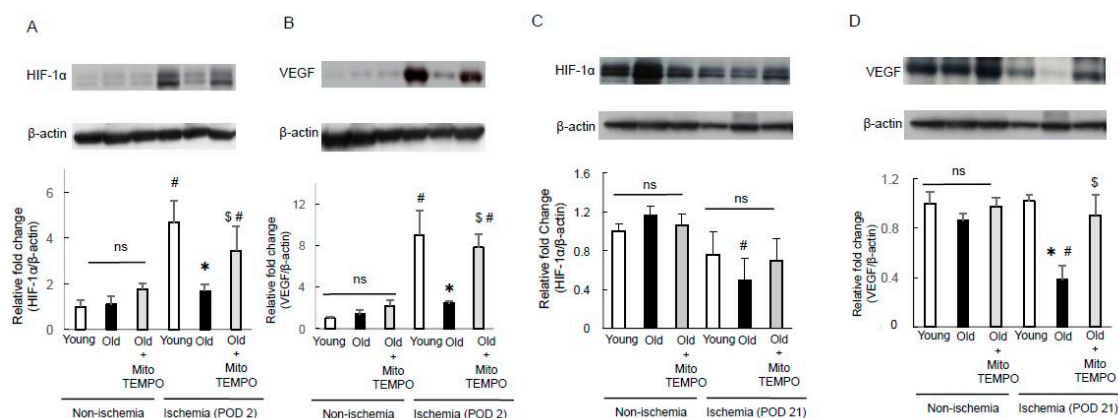 A
HIF-1α
β-actin
Relative fold change
(HIF-1α/β-actin)
6
4
2
0
ns
#
*
$ #
Young Old Old
+
Mito
TEMPO
Young Old Old
+
Mito
TEMPO
Non-ischemia
Ischemia (POD 2)
B
VEGF
β-actin
Relative fold change
(VEGF/β-actin)
12
8
4
0
ns
#
*
$ #
Young Old Old
+
Mito
TEMPO
Young Old Old
+
Mito
TEMPO
Non-ischemia
Ischemia (POD 2)
C
HIF-1α
β-actin
Relative fold change
(HIF-1α/β-actin)
1.6
1.2
0.8
0.4
0.0
ns
ns
#
Young Old Old
+
Mito
TEMPO
Young Old Old
+
Mito
TEMPO
Non-ischemia
Ischemia (POD 21)
D
VEGF
β-actin
Relative fold change
(VEGF/β-actin)
1.2
0.8
0.4
0
ns
* #
$
Young Old Old
+
Mito
TEMPO
Young Old Old
+
Mito
TEMPO
Non-ischemia
Ischemia (POD 21)